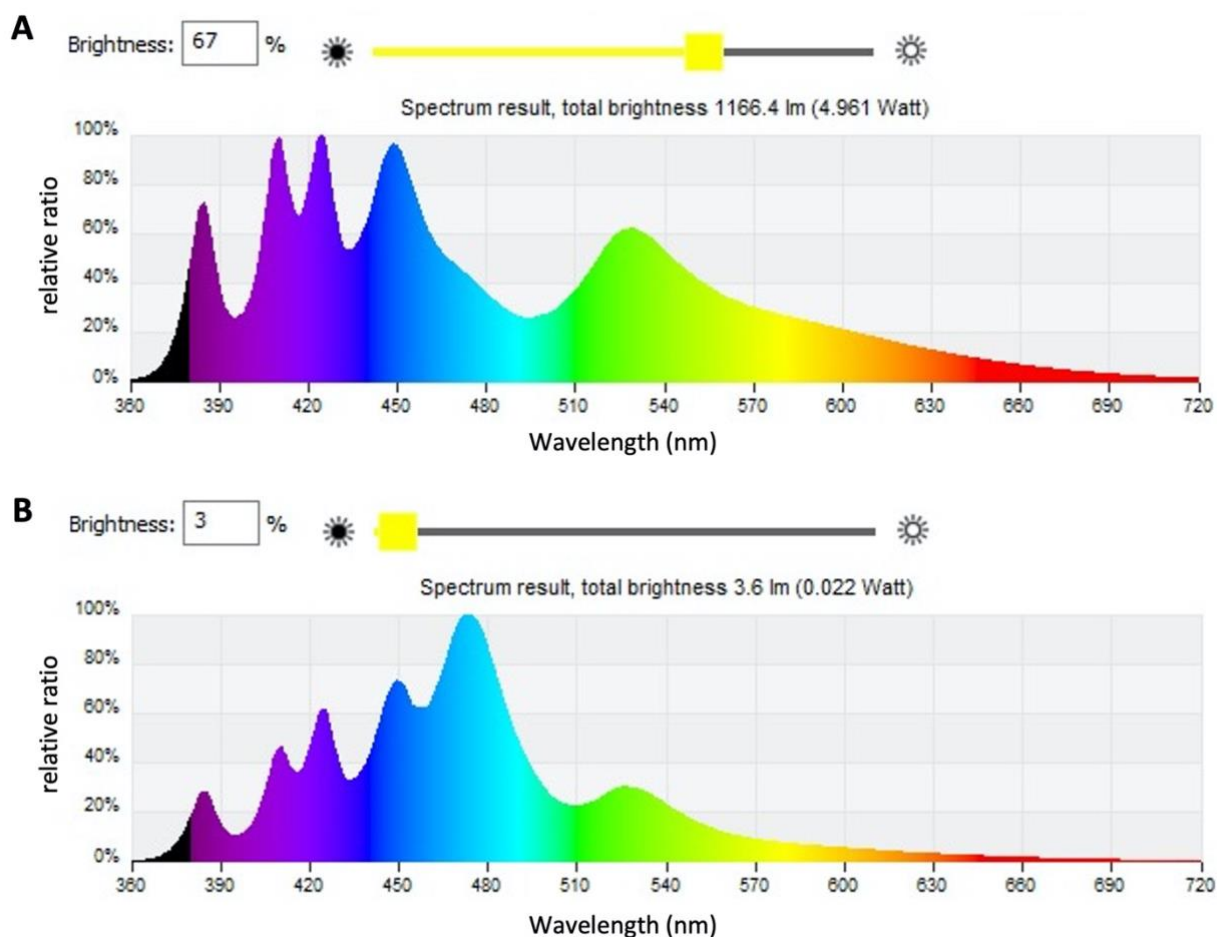 A
Brightness: 67 %
Spectrum result, total brightness 1166.4 lm (4.961 Watt)
relative ratio
100%
80%
60%
40%
20%
0%
360 390 420 450 480 510 540 570 600 630 660 690 720
Wavelength (nm)
B
Brightness: 3 %
Spectrum result, total brightness 3.6 lm (0.022 Watt)
relative ratio
100%
80%
60%
40%
20%
0%
360 390 420 450 480 510 540 570 600 630 660 690 720
Wavelength (nm)